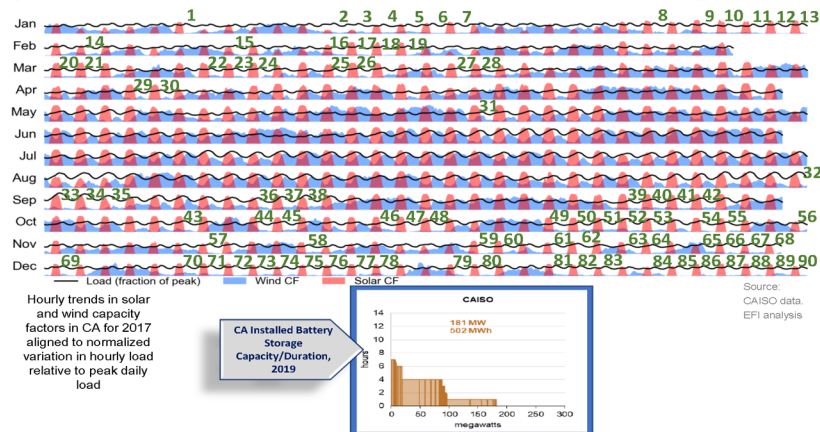 1 2 3 4 5 6 7 8 9 10 11 12 13
Jan
14 15 16 17 18 19
Feb
20 21 22 23 24 25 26 27 28
Mar
29 30
Apr
31
May
Jun
Jul
32
Aug
33 34 35 36 37 38 39 40 41 42
Sep
43 44 45 46 47 48 49 50 51 52 53 54 55 56
Oct
57 58 59 60 61 62 63 64 65 66 67 68
Nov
69 70 71 72 73 74 75 76 77 78 79 80 81 82 83 84 85 86 87 88 89 90
Dec
Load (fraction of peak) Wind CF Solar CF
Hourly trends in solar
and wind capacity
factors in CA for 2017
aligned to normalized
variation in hourly load
relative to peak daily
load
CA Installed Battery
Storage
Capacity/Duration,
2019
CAISO
181 MW
502 MWh
hours
14
12
10
8
6
4
2
0
0 50 100 150 200 250 300
megawatts
Source:
CAISO data.
EFI analysis